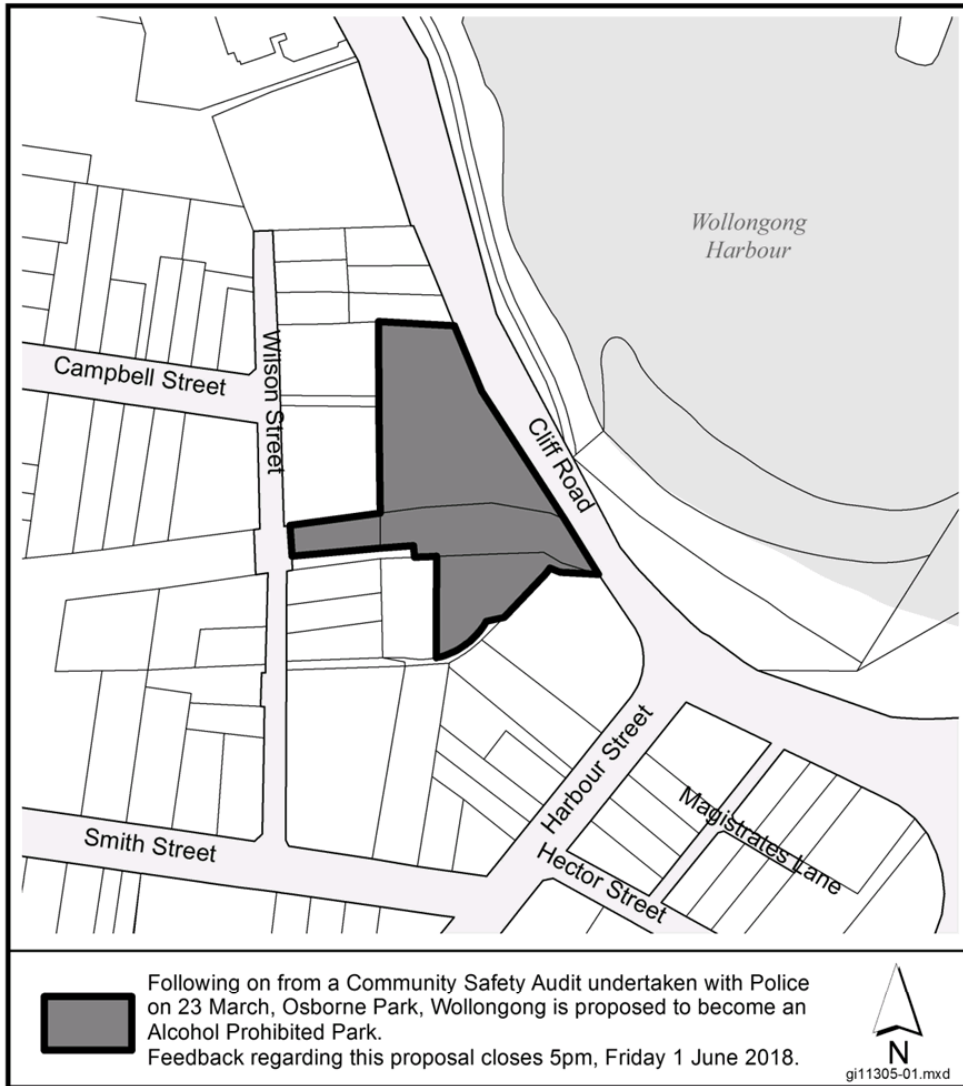 Wollongong
Harbour
Campbell Street
Wilson Street
Cliff Road
Harbour Street
Magistrates Lane
Smith Street
Hector Street
Following on from a Community Safety Audit undertaken with Police
on 23 March, Osborne Park, Wollongong is proposed to become an
Alcohol Prohibited Park.
Feedback regarding this proposal closes 5pm, Friday 1 June 2018.
N
gi11305-01.mxd